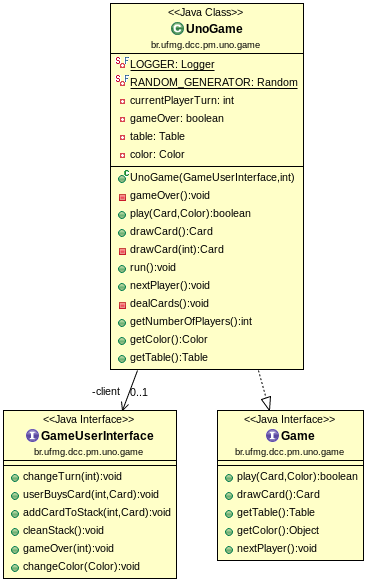 <<Java Class>>
UnoGame
br.ufmg.dcc.pm.uno.game
LOGGER: Logger
RANDOM_GENERATOR: Random
currentPlayerTurn: int
gameOver: boolean
table: Table
color: Color
UnoGame(GameUserInterface,int)
gameOver():void
play(Card,Color):boolean
drawCard():Card
drawCard(int):Card
run():void
nextPlayer():void
dealCards():void
getNumberOfPlayers():int
getColor():Color
getTable():Table
-client 0..1
<<Java Interface>>
GameUserInterface
br.ufmg.dcc.pm.uno.game
changeTurn(int):void
userBuysCard(int,Card):void
addCardToStack(int,Card):void
cleanStack():void
gameOver(int):void
changeColor(Color):void
<<Java Interface>>
Game
br.ufmg.dcc.pm.uno.game
play(Card,Color):boolean
drawCard():Card
getTable():Table
getColor():Object
nextPlayer():void